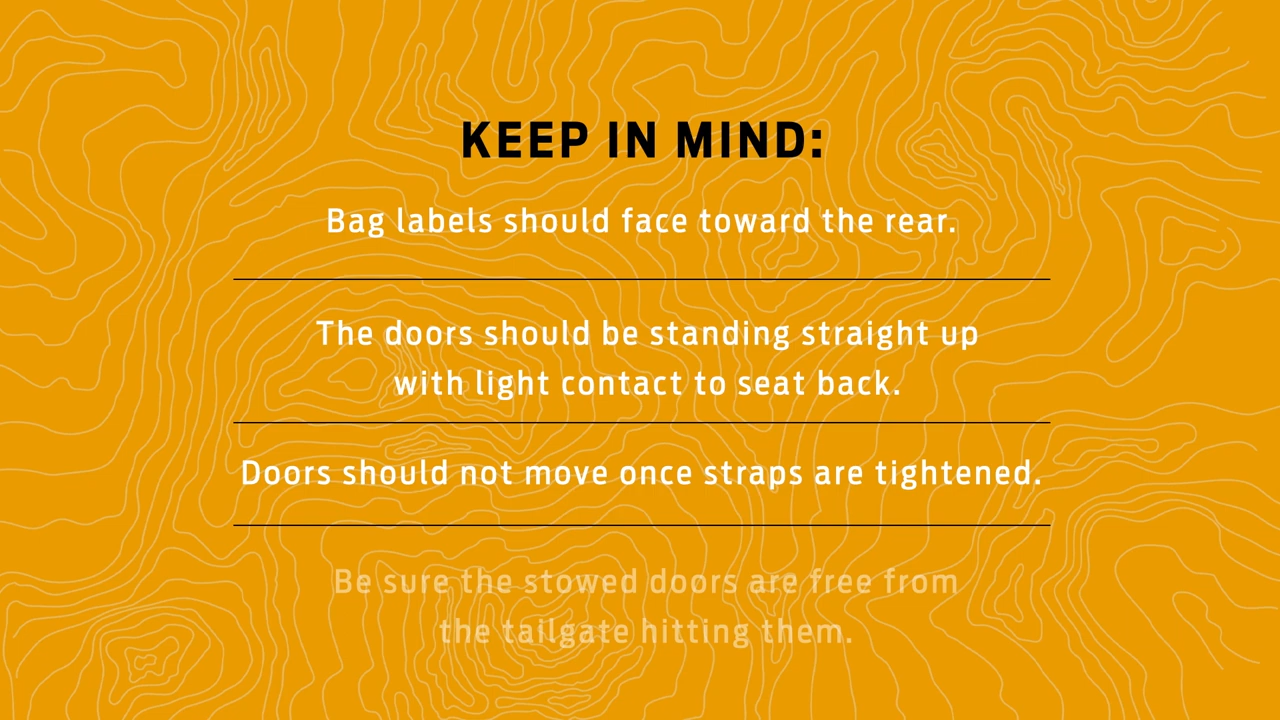 KEEP IN MIND:
Bag labels should face toward the rear.
The doors should be standing straight up
with light contact to seat back.
Doors should not move once straps are tightened.
Be sure the stowed doors are free from
the tailgate hitting them.